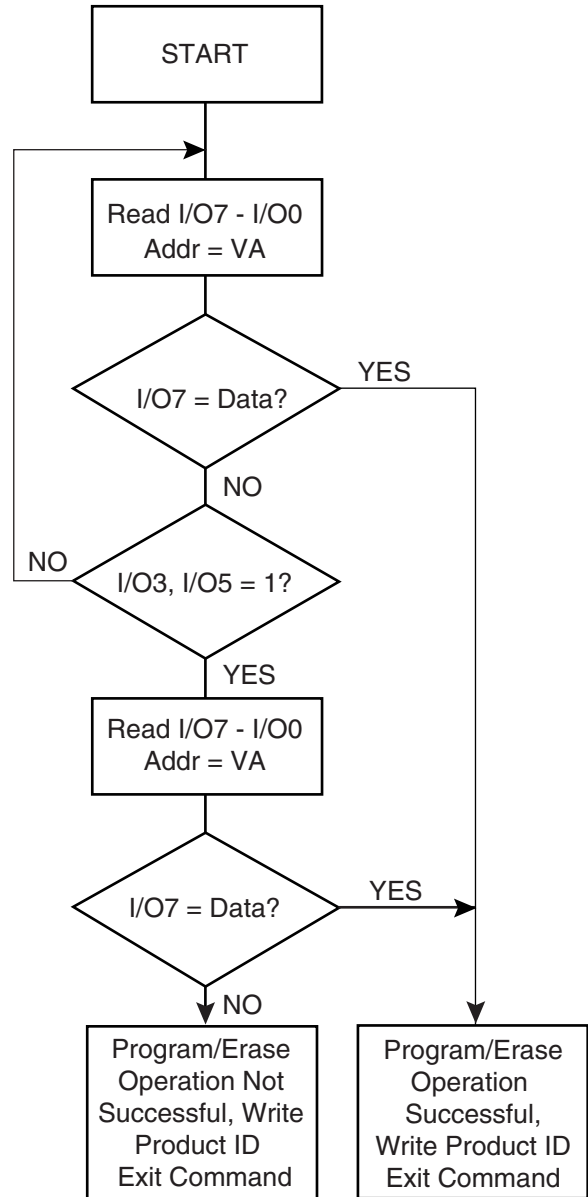 START
Read I/O7 - I/O0
Addr = VA
I/O7 = Data?
YES
NO
NO
I/O3, I/O5 = 1?
YES
Read I/O7 - I/O0
Addr = VA
I/O7 = Data?
YES
NO
Program/Erase
Operation Not
Successful, Write
Product ID
Exit Command
Program/Erase
Operation
Successful,
Write Product ID
Exit Command